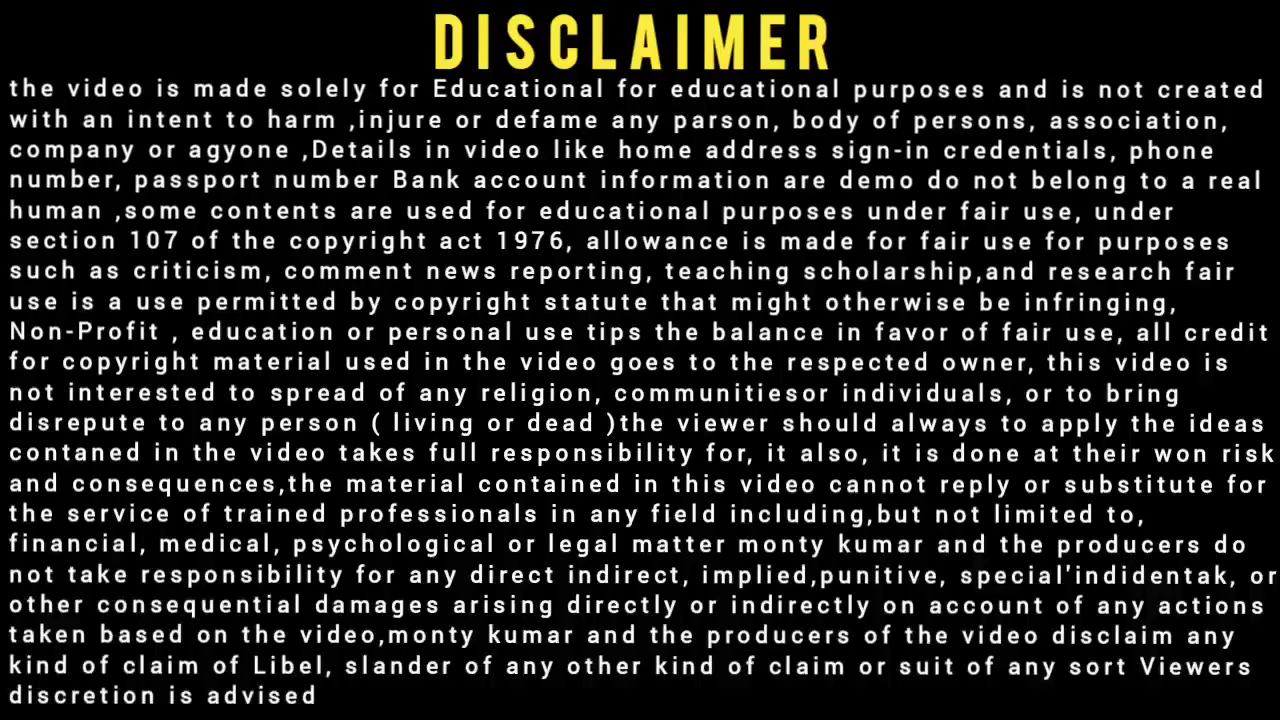 DISCLAIMER
the video is made solely for Educational for educational purposes and is not created
with an intent to harm ,injure or defame any parson, body of persons, association,
company or agyone ,Details in video like home address sign-in credentials, phone
number, passport number Bank account information are demo do not belong to a real
human ,some contents are used for educational purposes under fair use, under
section 107 of the copyright act 1976, allowance is made for fair use for purposes
such as criticism, comment news reporting, teaching scholarship,and research fair
use is a use permitted by copyright statute that might otherwise be infringing,
Non-Profit , education or personal use tips the balance in favor of fair use, all credit
for copyright material used in the video goes to the respected owner, this video is
not interested to spread of any religion, communitiesor individuals, or to bring
disrepute to any person ( living or dead )the viewer should always to apply the ideas
contaned in the video takes full responsibility for, it also, it is done at their won risk
and consequences,the material contained in this video cannot reply or substitute for
the service of trained professionals in any field including,but not limited to,
financial, medical, psychological or legal matter monty kumar and the producers do
not take responsibility for any direct indirect, implied,punitive, special'indidentak, or
other consequential damages arising directly or indirectly on account of any actions
taken based on the video,monty kumar and the producers of the video disclaim any
kind of claim of Libel, slander of any other kind of claim or suit of any sort Viewers
discretion is advised